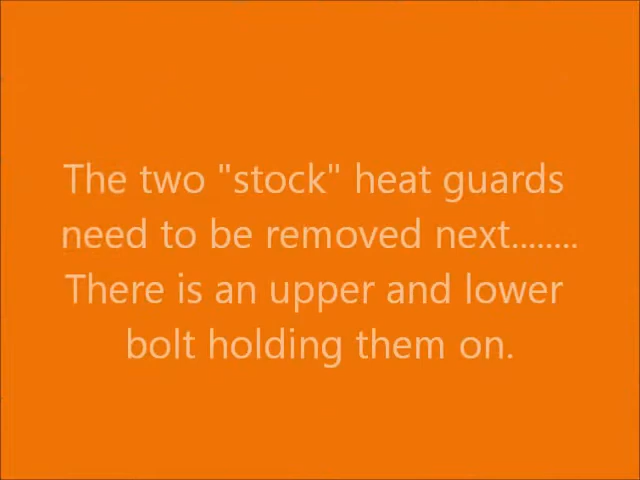 The two "stock" heat guards
need to be removed next........
There is an upper and lower
bolt holding them on.